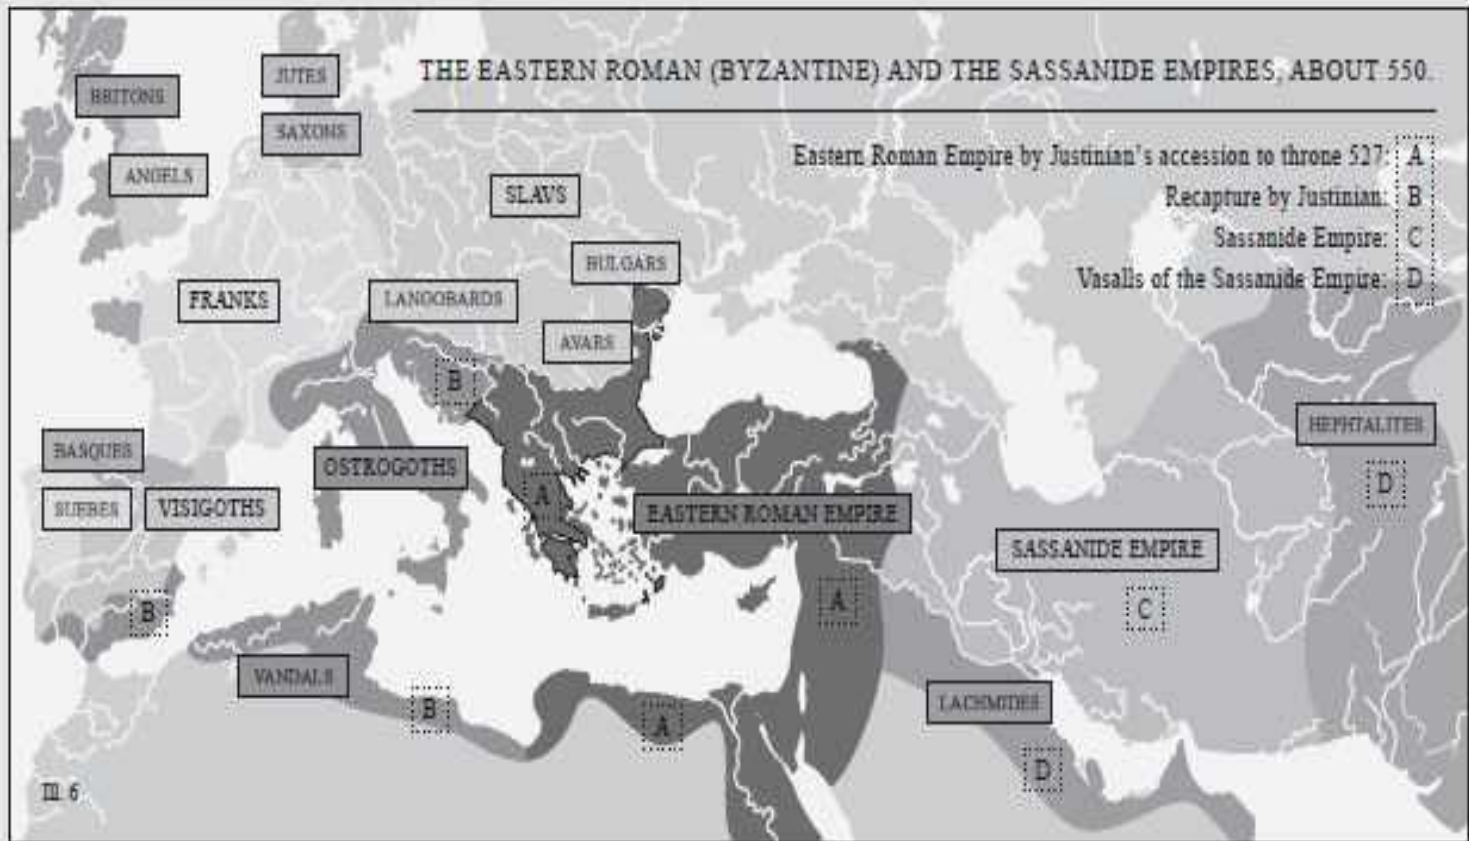 THE EASTERN ROMAN (BYZANTINE) AND THE SASSANIDE EMPIRES, ABOUT 550.
Eastern Roman Empire by Justinian's accession to throne 527: A
Recapture by Justinian: B
Sassanide Empire: C
Vasalls of the Sassanide Empire: D
JUTES
BRITONS
SAXONS
ANGELS
SLAVS
BULGARS
FRANKS
LANGOBARDS
AVARS
B
HEPHTALITES
BASQUES
OSTROGOTHS
D
A
SUEBES
VISIGOTHS
EASTERN ROMAN EMPIRE
SASSANIDE EMPIRE
B
A
C
VANDALS
B
A
LACHMIDES
D
Ill. 6